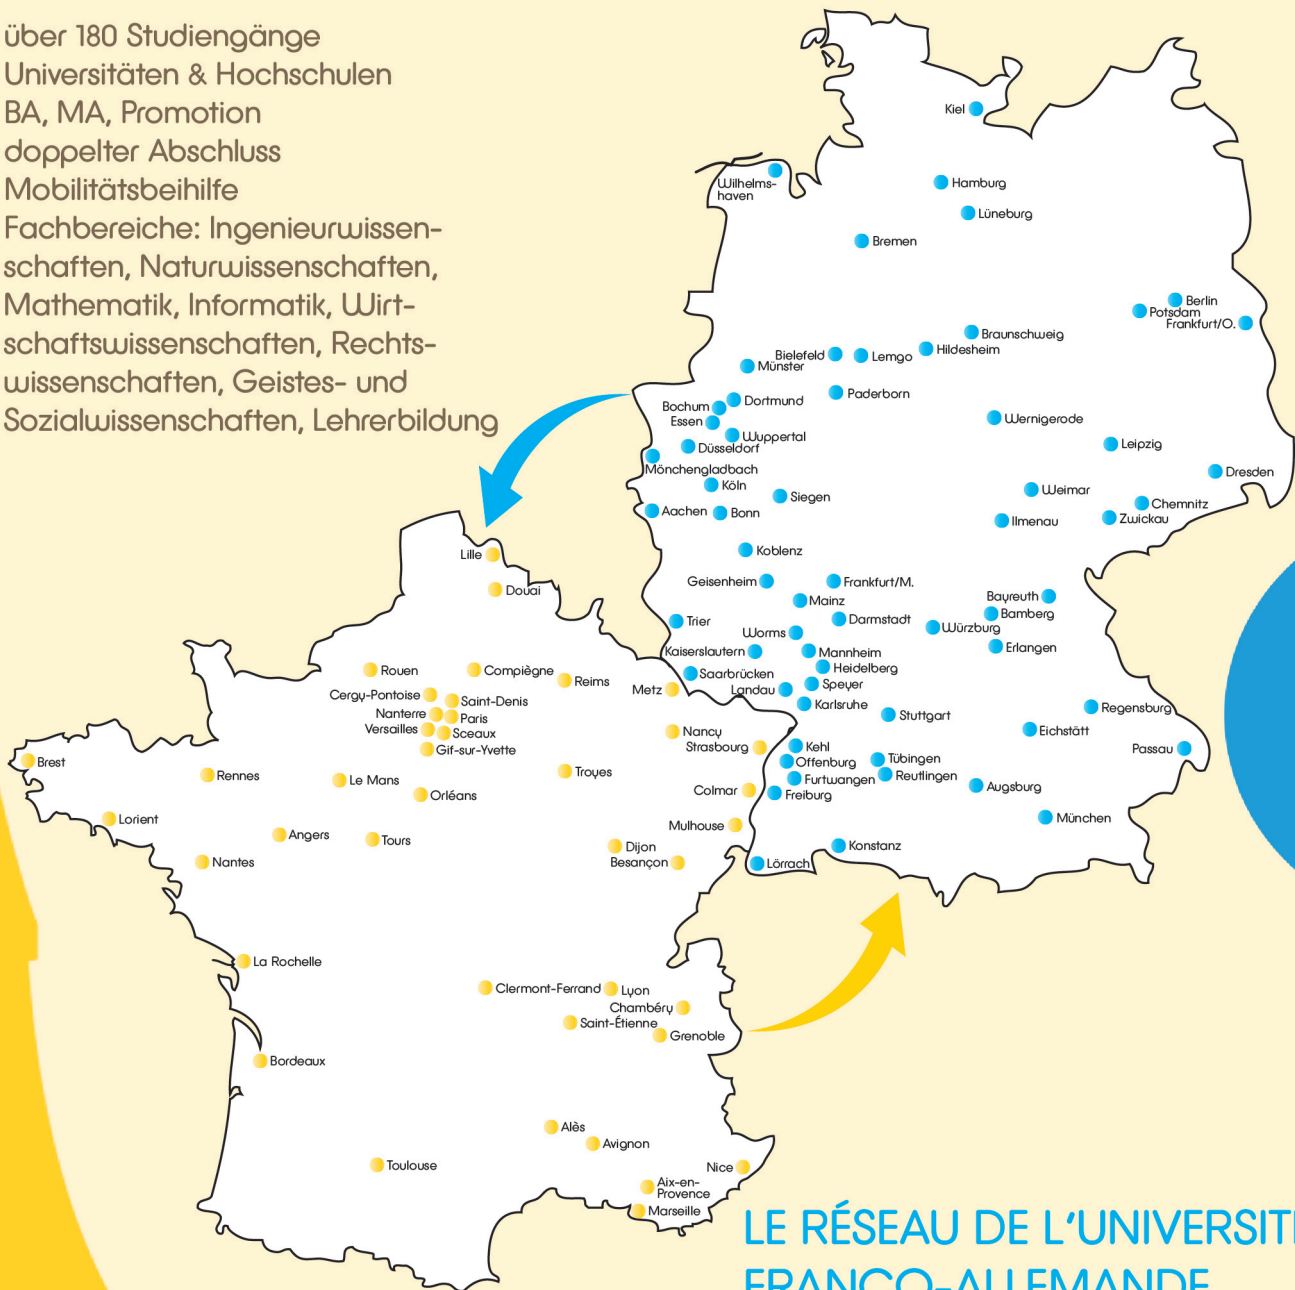 über 180 Studiengänge
Universitäten & Hochschulen
BA, MA, Promotion
doppelter Abschluss
Mobilitätsbeihilfe
Fachbereiche: Ingenieurwissen-
schaften, Naturwissenschaften,
Mathematik, Informatik, Wirt-
schaftswissenschaften, Rechts-
wissenschaften, Geistes- und
Sozialwissenschaften, Lehrerbildung
Kiel
Wilhelms-
haven
Hamburg
Lüneburg
Bremen
Berlin
Potsdam
Frankfurt/O.
Braunschweig
Hildesheim
Bielefeld
Lemgo
Münster
Paderborn
Dortmund
Bochum
Essen
Wuppertal
Düsseldorf
Mönchengladbach
Köln
Siegen
Aachen
Bonn
Wernigerode
Leipzig
Dresden
Weimar
Chemnitz
Zwickau
Ilmenau
Koblenz
Geisenheim
Frankfurt/M.
Mainz
Darmstadt
Trier
Worms
Kaiserslautern
Mannheim
Heidelberg
Saarbrücken
Landau
Speyer
Karlsruhe
Bayreuth
Bamberg
Würzburg
Erlangen
Stuttgart
Regensburg
Eichstätt
Passau
Kehl
Offenburg
Furtwangen
Freiburg
Tübingen
Reutlingen
Augsburg
München
Konstanz
Lörrach
Lille
Douai
Rouen
Compiègne
Reims
Metz
Cergy-Pontoise
Saint-Denis
Nanterre
Paris
Versailles
Sceaux
Gif-sur-Yvette
Nancy
Strasbourg
Brest
Rennes
Le Mans
Orléans
Troyes
Colmar
Lorient
Angers
Tours
Mulhouse
Nantes
Dijon
Besançon
La Rochelle
Clermont-Ferrand
Lyon
Chambéry
Saint-Étienne
Grenoble
Bordeaux
Alès
Avignon
Toulouse
Nice
Aix-en-
Provence
Marseille
LE RÉSEAU DE L'UNIVERSIT
FRANCO-ALLEMANDE